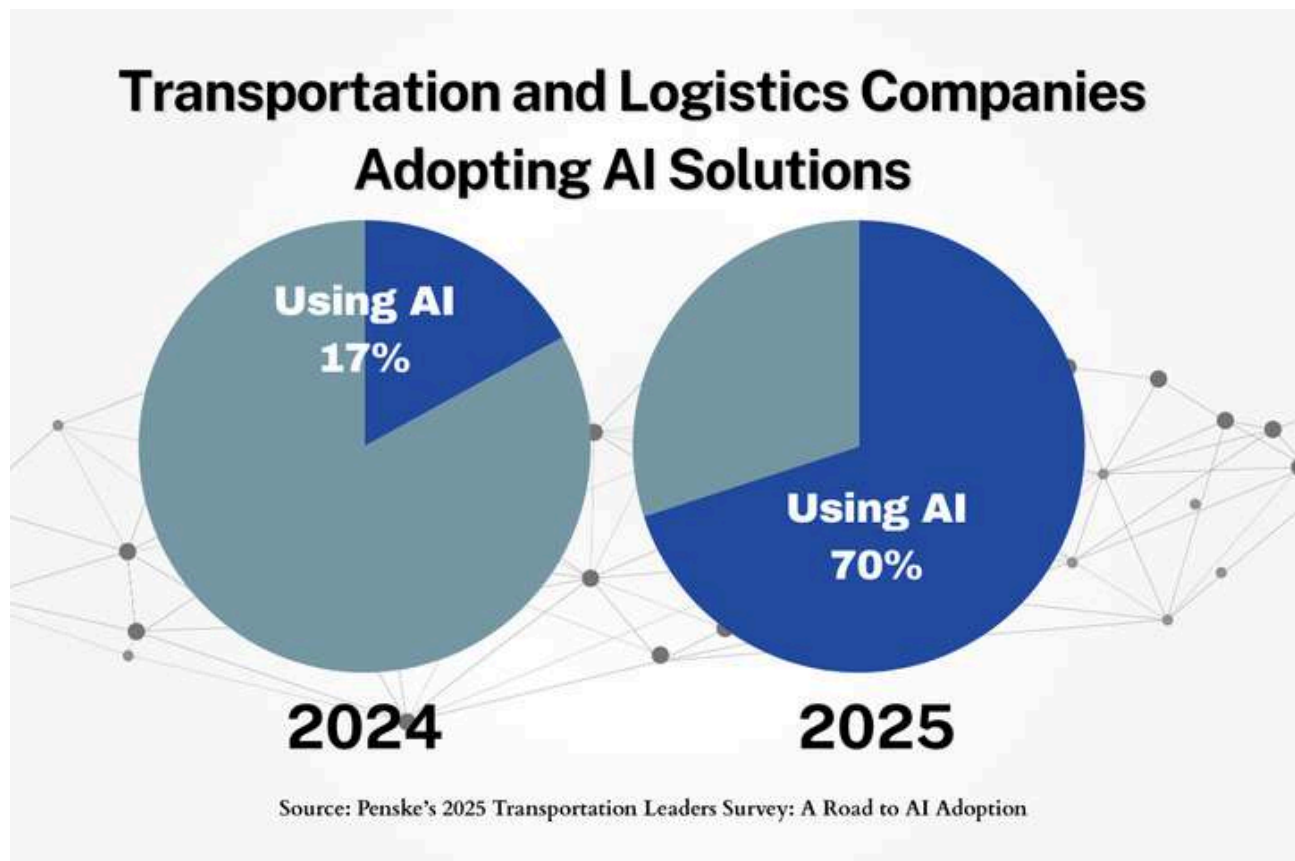 Transportation and Logistics Companies
Adopting AI Solutions
Using AI
17%
Using AI
70%
2024
2025
Source: Penske’s 2025 Transportation Leaders Survey: A Road to AI Adoption